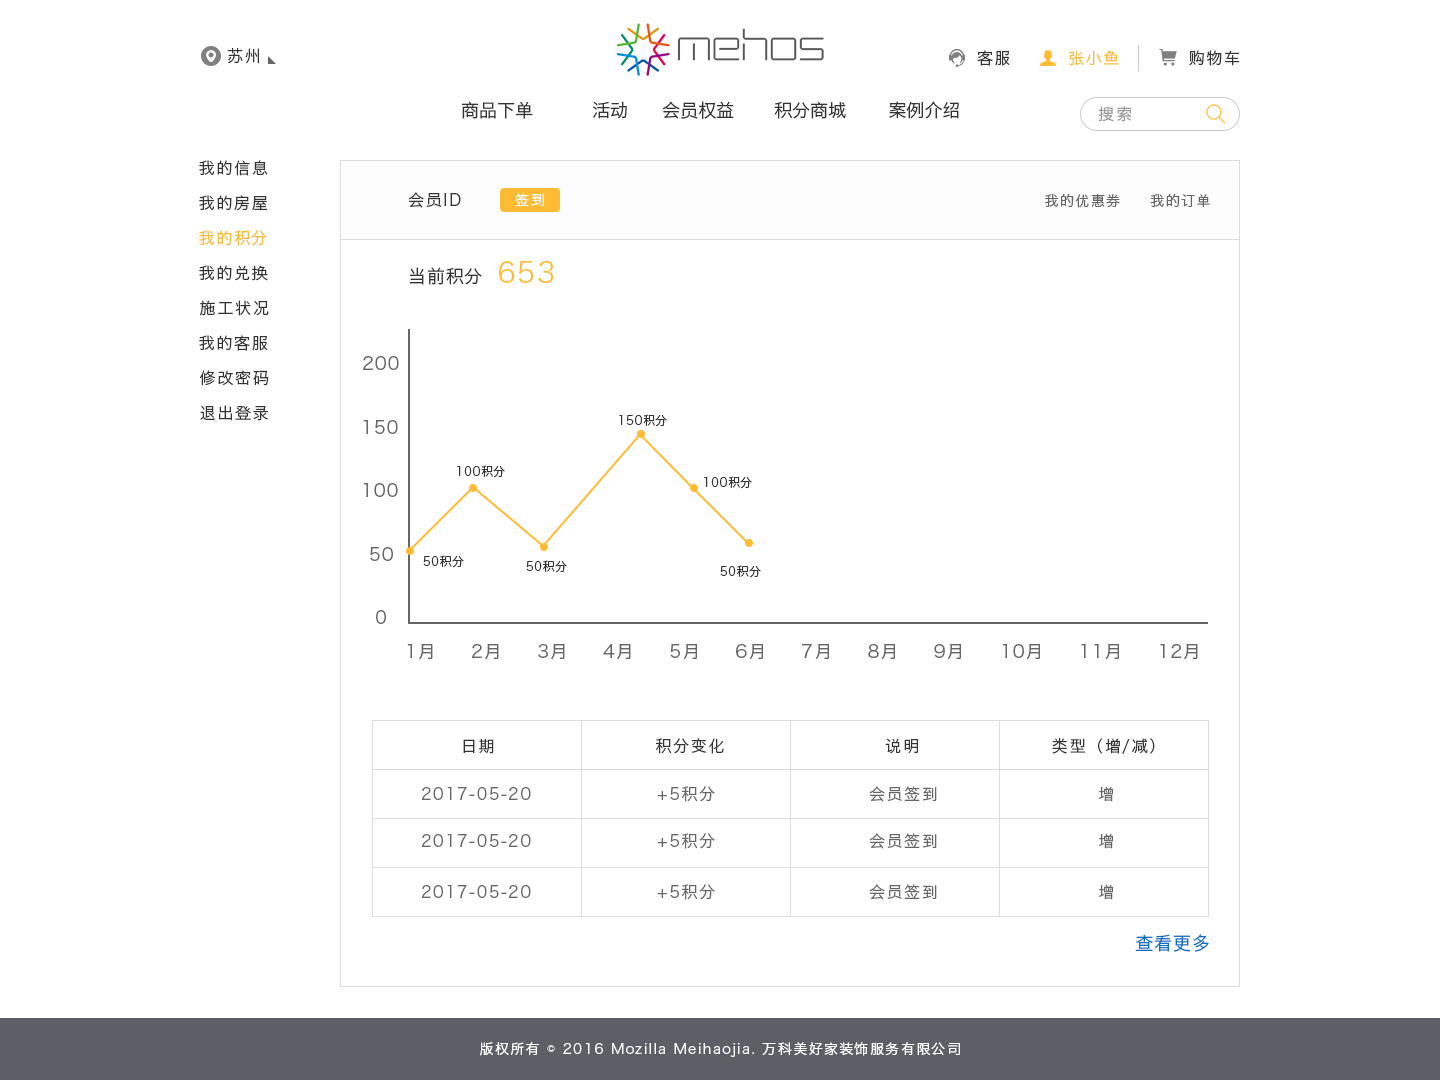 苏州
mehos
客服 张小鱼 购物车
商品下单 活动 会员权益 积分商城 案例介绍
搜索
我的信息
我的房屋
我的积分
我的兑换
施工状况
我的客服
修改密码
退出登录
会员ID 签到 我的优惠券 我的订单
当前积分 653
200
150
100
50
0
50积分
100积分
50积分
150积分
100积分
50积分
1月 2月 3月 4月 5月 6月 7月 8月 9月 10月 11月 12月
日期 积分变化 说明 类型（增/减）
2017-05-20 +5积分 会员签到 增
2017-05-20 +5积分 会员签到 增
2017-05-20 +5积分 会员签到 增
查看更多
版权所有 © 2016 Mozilla Meihaojia. 万科美好家装饰服务有限公司